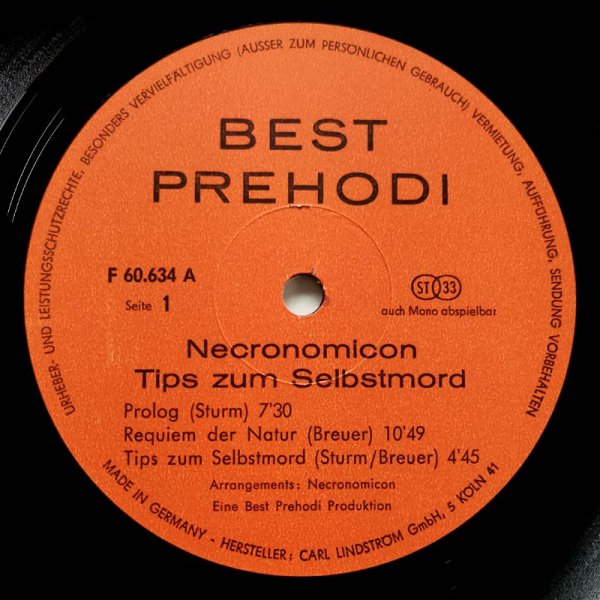 URHEBER- UND LEISTUNGSSCHUTZRECHTE, BESONDERS VERVIELFÄLTIGUNG (AUSSER ZUM PERSÖNLICHEN GEBRAUCH) VERMIETUNG, AUFFÜHRUNG, SENDUNG VORBEHALTEN
BEST
PREHODI
F 60.634 A
Seite 1
ST 33
auch Mono abspielbar
Necronomicon
Tips zum Selbstmord
Prolog (Sturm) 7'30
Requiem der Natur (Breuer) 10'49
Tips zum Selbstmord (Sturm/Breuer) 4'45
Arrangements: Necronomicon
Eine Best Prehodi Produktion
MADE IN GERMANY - HERSTELLER: CARL LINDSTRÖM GmbH, 5 KÖLN 41